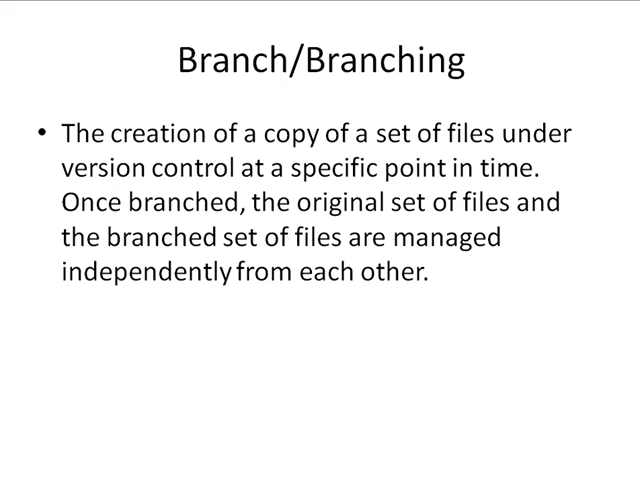 Branch/Branching
• The creation of a copy of a set of files under
version control at a specific point in time.
Once branched, the original set of files and
the branched set of files are managed
independently from each other.